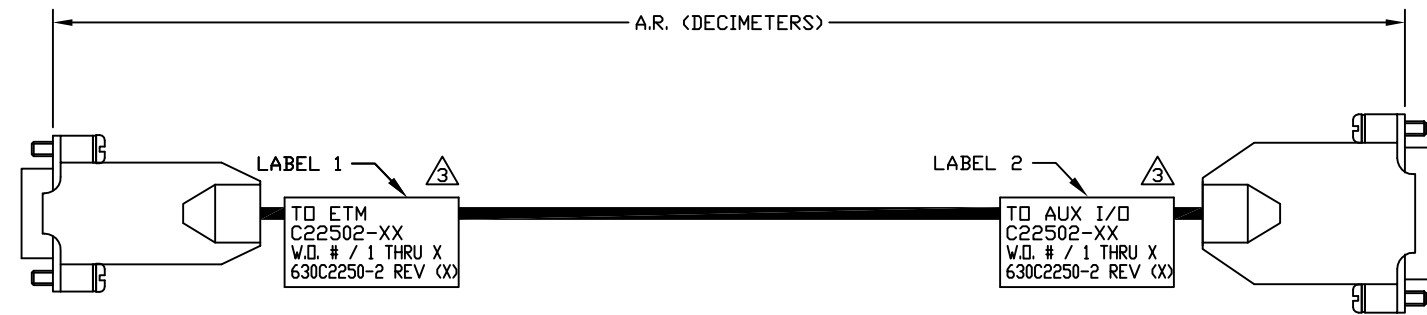 A.R. (DECIMETERS)
LABEL 1
3
LABEL 2
3
TO ETM
C22502-XX
W.O. # / 1 THRU X
630C2250-2 REV (X)
TO AUX I/O
C22502-XX
W.O. # / 1 THRU X
630C2250-2 REV (X)